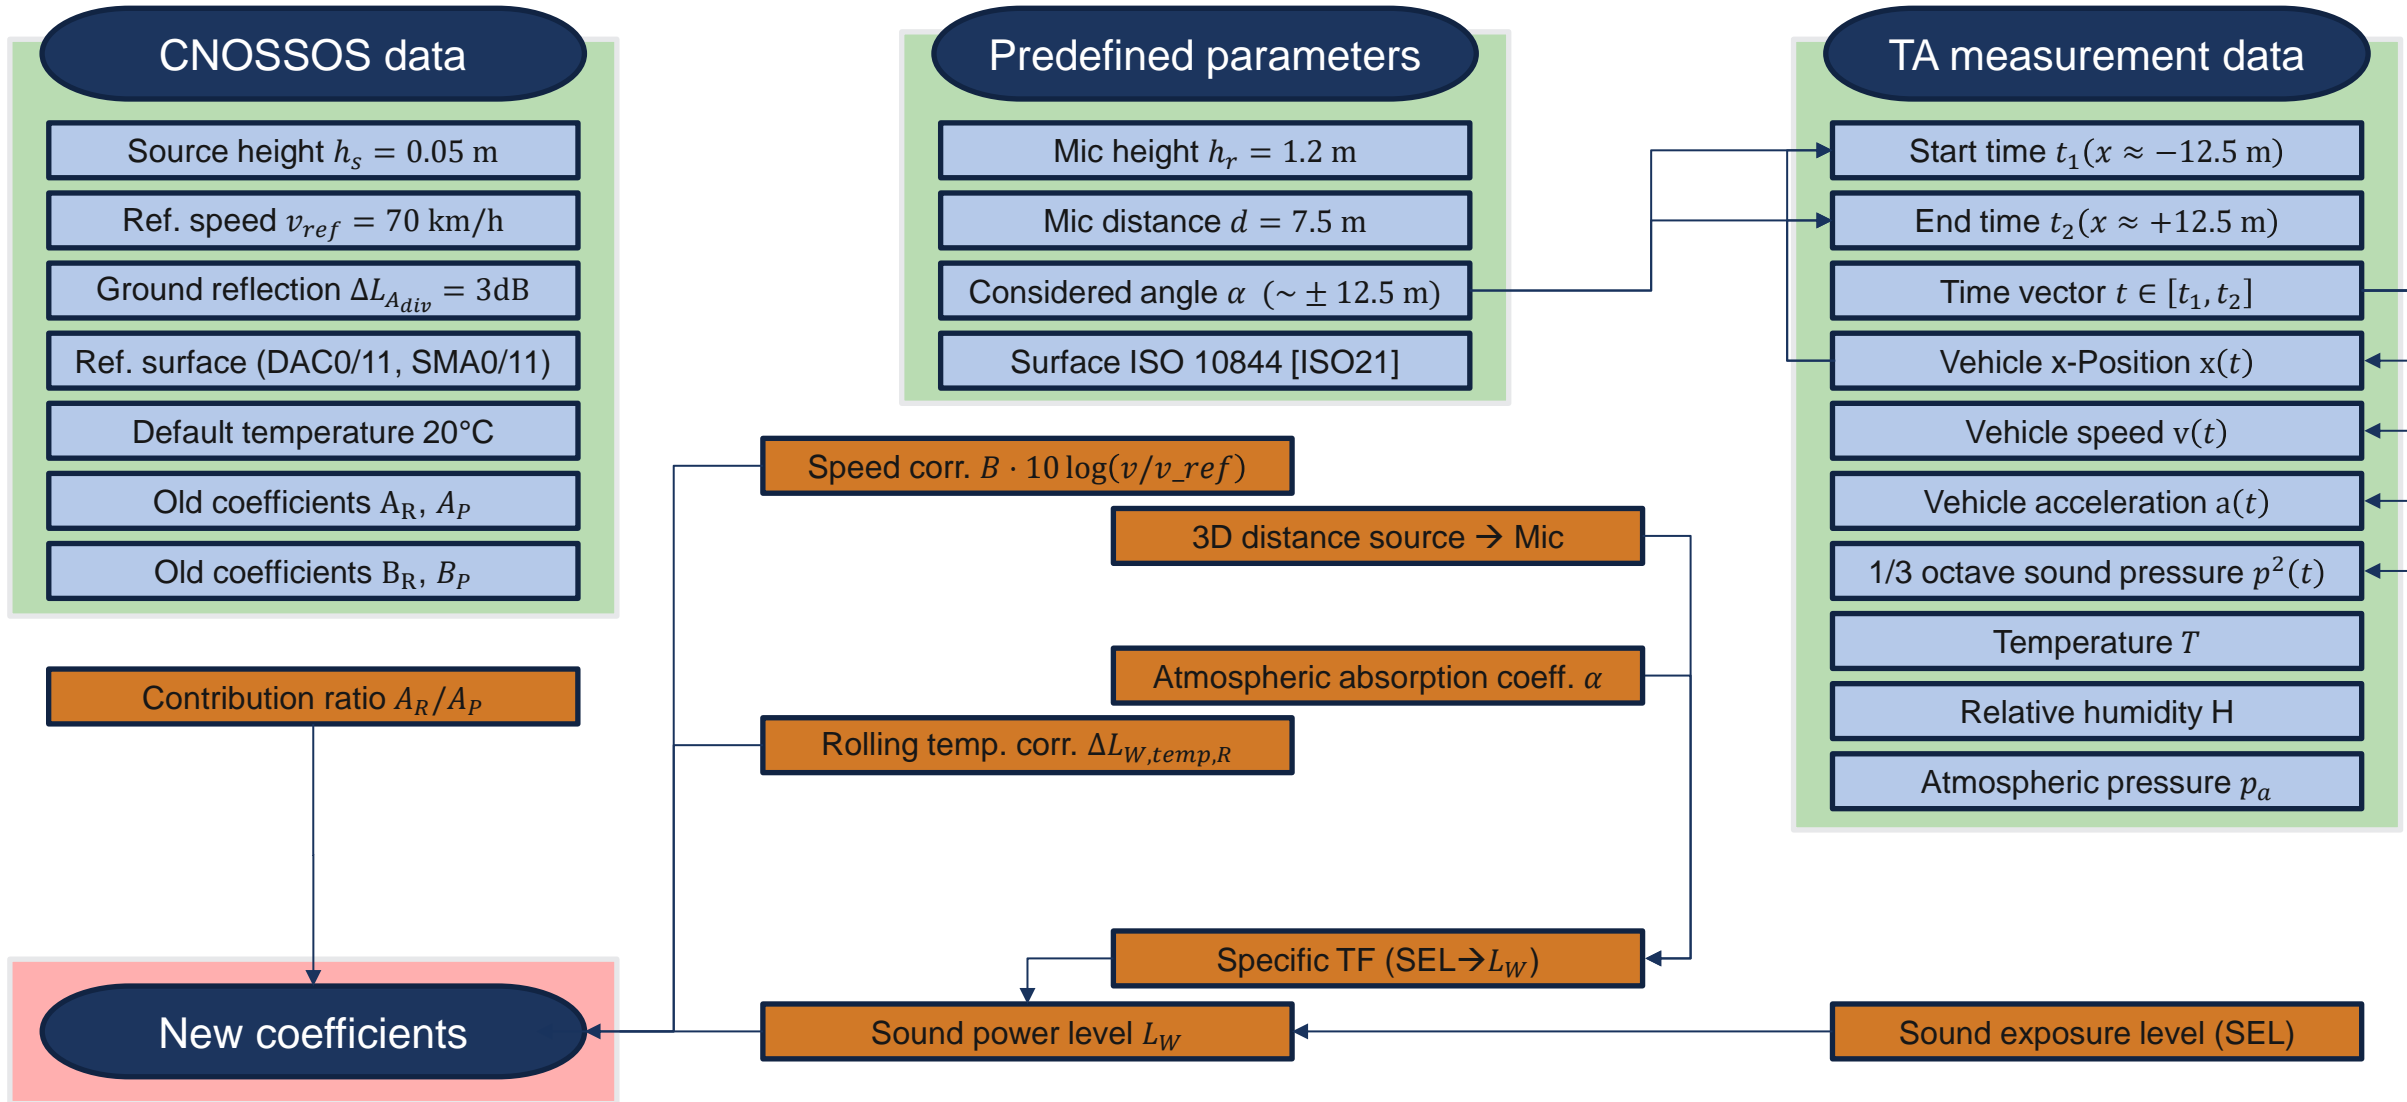 CNOSSOS data
Source height h_s = 0.05 m
Ref. speed v_ref = 70 km/h
Ground reflection ΔL_{A_div} = 3dB
Ref. surface (DAC0/11, SMA0/11)
Default temperature 20°C
Old coefficients A_R, A_P
Old coefficients B_R, B_P
Contribution ratio A_R/A_P
New coefficients
Predefined parameters
Mic height h_r = 1.2 m
Mic distance d = 7.5 m
Considered angle α (~ ± 12.5 m)
Surface ISO 10844 [ISO21]
Speed corr. B · 10 log(v/v_ref)
3D distance source → Mic
Atmospheric absorption coeff. α
Rolling temp. corr. ΔL_{W,temp,R}
Specific TF (SEL→L_W)
Sound power level L_W
TA measurement data
Start time t_1(x ≈ −12.5 m)
End time t_2(x ≈ +12.5 m)
Time vector t ∈ [t_1, t_2]
Vehicle x-Position x(t)
Vehicle speed v(t)
Vehicle acceleration a(t)
1/3 octave sound pressure p²(t)
Temperature T
Relative humidity H
Atmospheric pressure p_a
Sound exposure level (SEL)